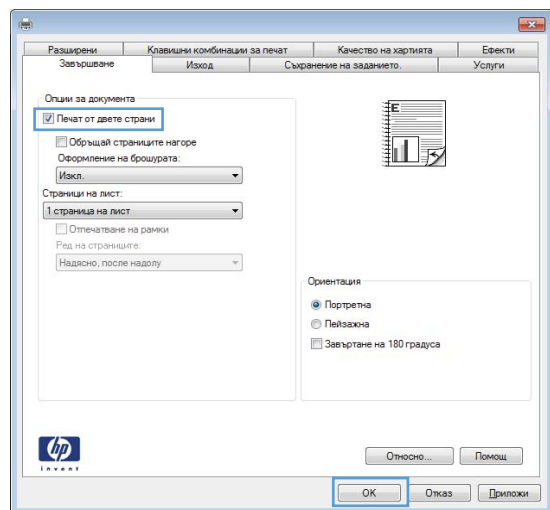 Разширени
Клавишни комбинации за печат
Качество на хартията
Ефекти
Завършване
Изход
Съхранение на заданието.
Услуги
Опции за документа
Печат от двете страни
Обръщай страниците нагоре
Оформление на брошурата:
Изкл.
Страници на лист:
1 страница на лист
Отпечатване на рамки
Ред на страниците:
Надясно, после надолу
E
Ориентация
Портретна
Пейзажна
Завъртане на 180 градуса
hp
invent
Относно...
Помощ
OK
Отказ
Приложи